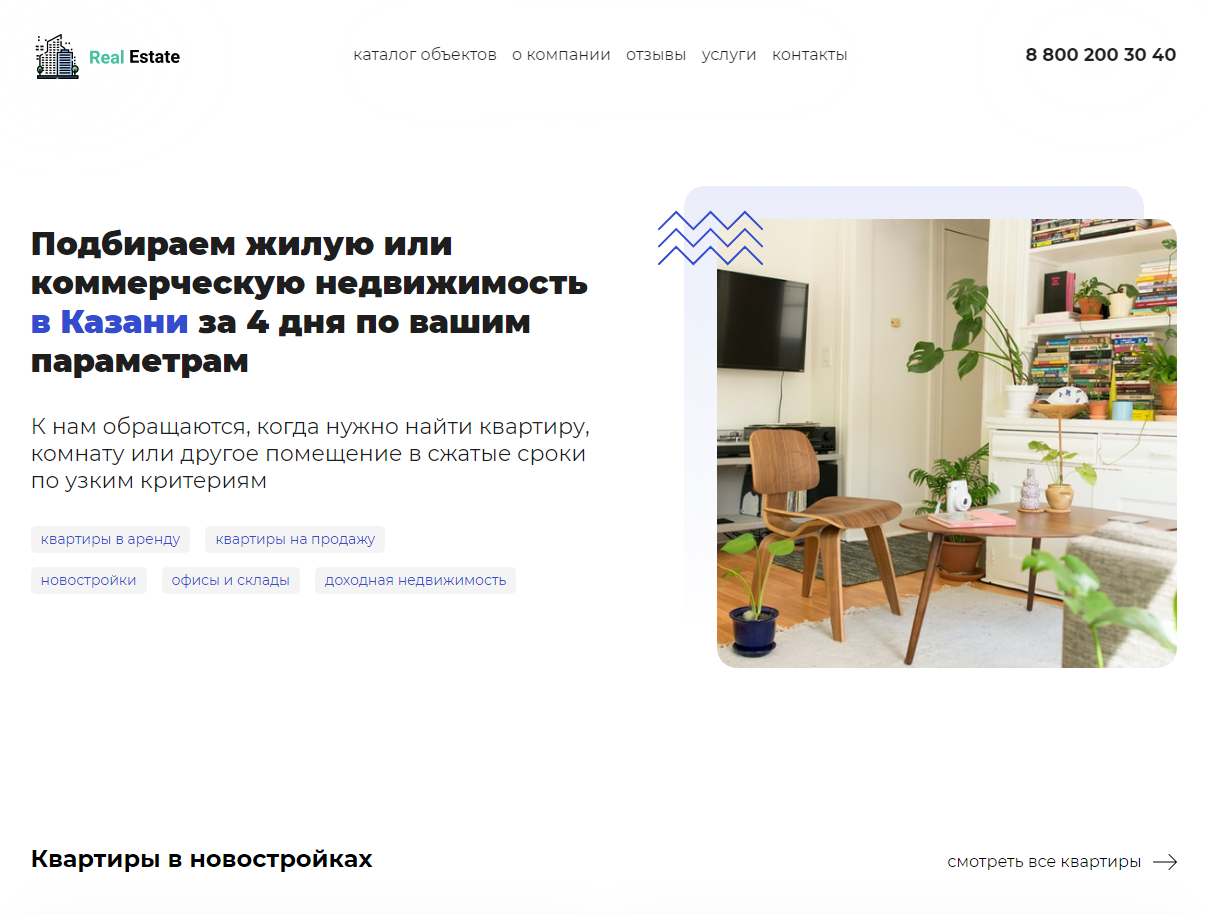 Real Estate
каталог объектов о компании отзывы услуги контакты
8 800 200 30 40
Подбираем жилую или
коммерческую недвижимость
в Казани за 4 дня по вашим
параметрам
К нам обращаются, когда нужно найти квартиру,
комнату или другое помещение в сжатые сроки
по узким критериям
квартиры в аренду квартиры на продажу
новостройки офисы и склады доходная недвижимость
Квартиры в новостройках
смотреть все квартиры